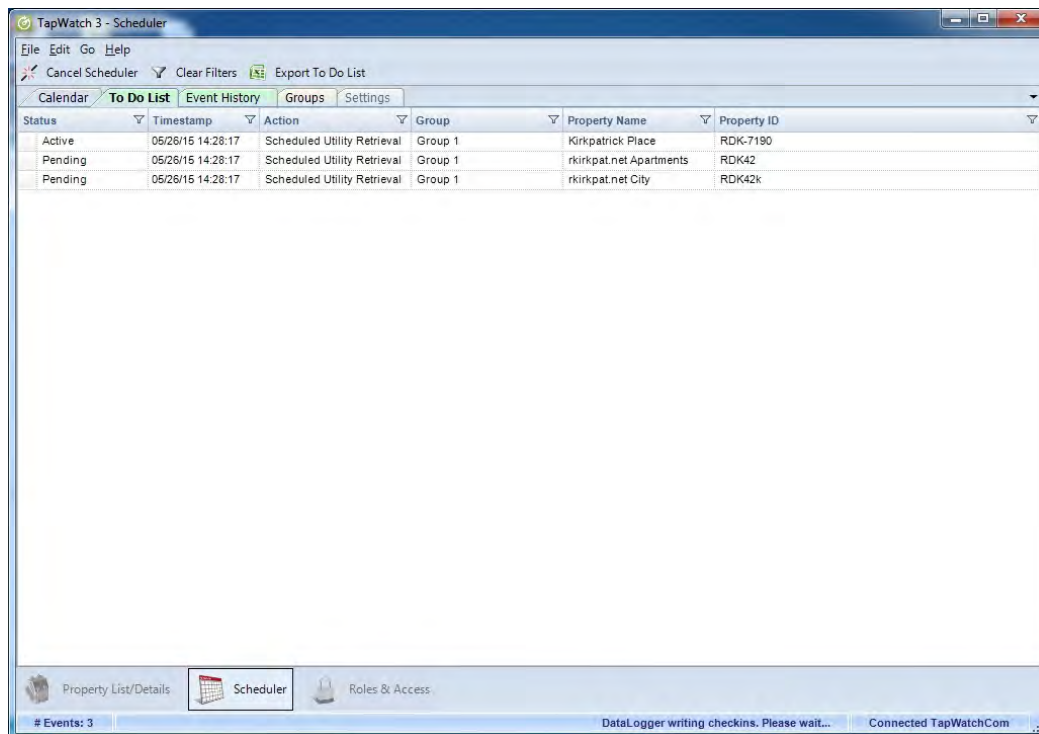 TapWatch 3 - Scheduler
File Edit Go Help
Cancel Scheduler Clear Filters Export To Do List
Calendar To Do List Event History Groups Settings
Status Timestamp Action Group Property Name Property ID
Active 05/26/15 14:28:17 Scheduled Utility Retrieval Group 1 Kirkpatrick Place RDK-7190
Pending 05/26/15 14:28:17 Scheduled Utility Retrieval Group 1 rkirkpat.net Apartments RDK42
Pending 05/26/15 14:28:17 Scheduled Utility Retrieval Group 1 rkirkpat.net City RDK42k
Property List/Details Scheduler Roles & Access
# Events: 3 DataLogger writing checkins. Please wait... Connected TapWatchCom